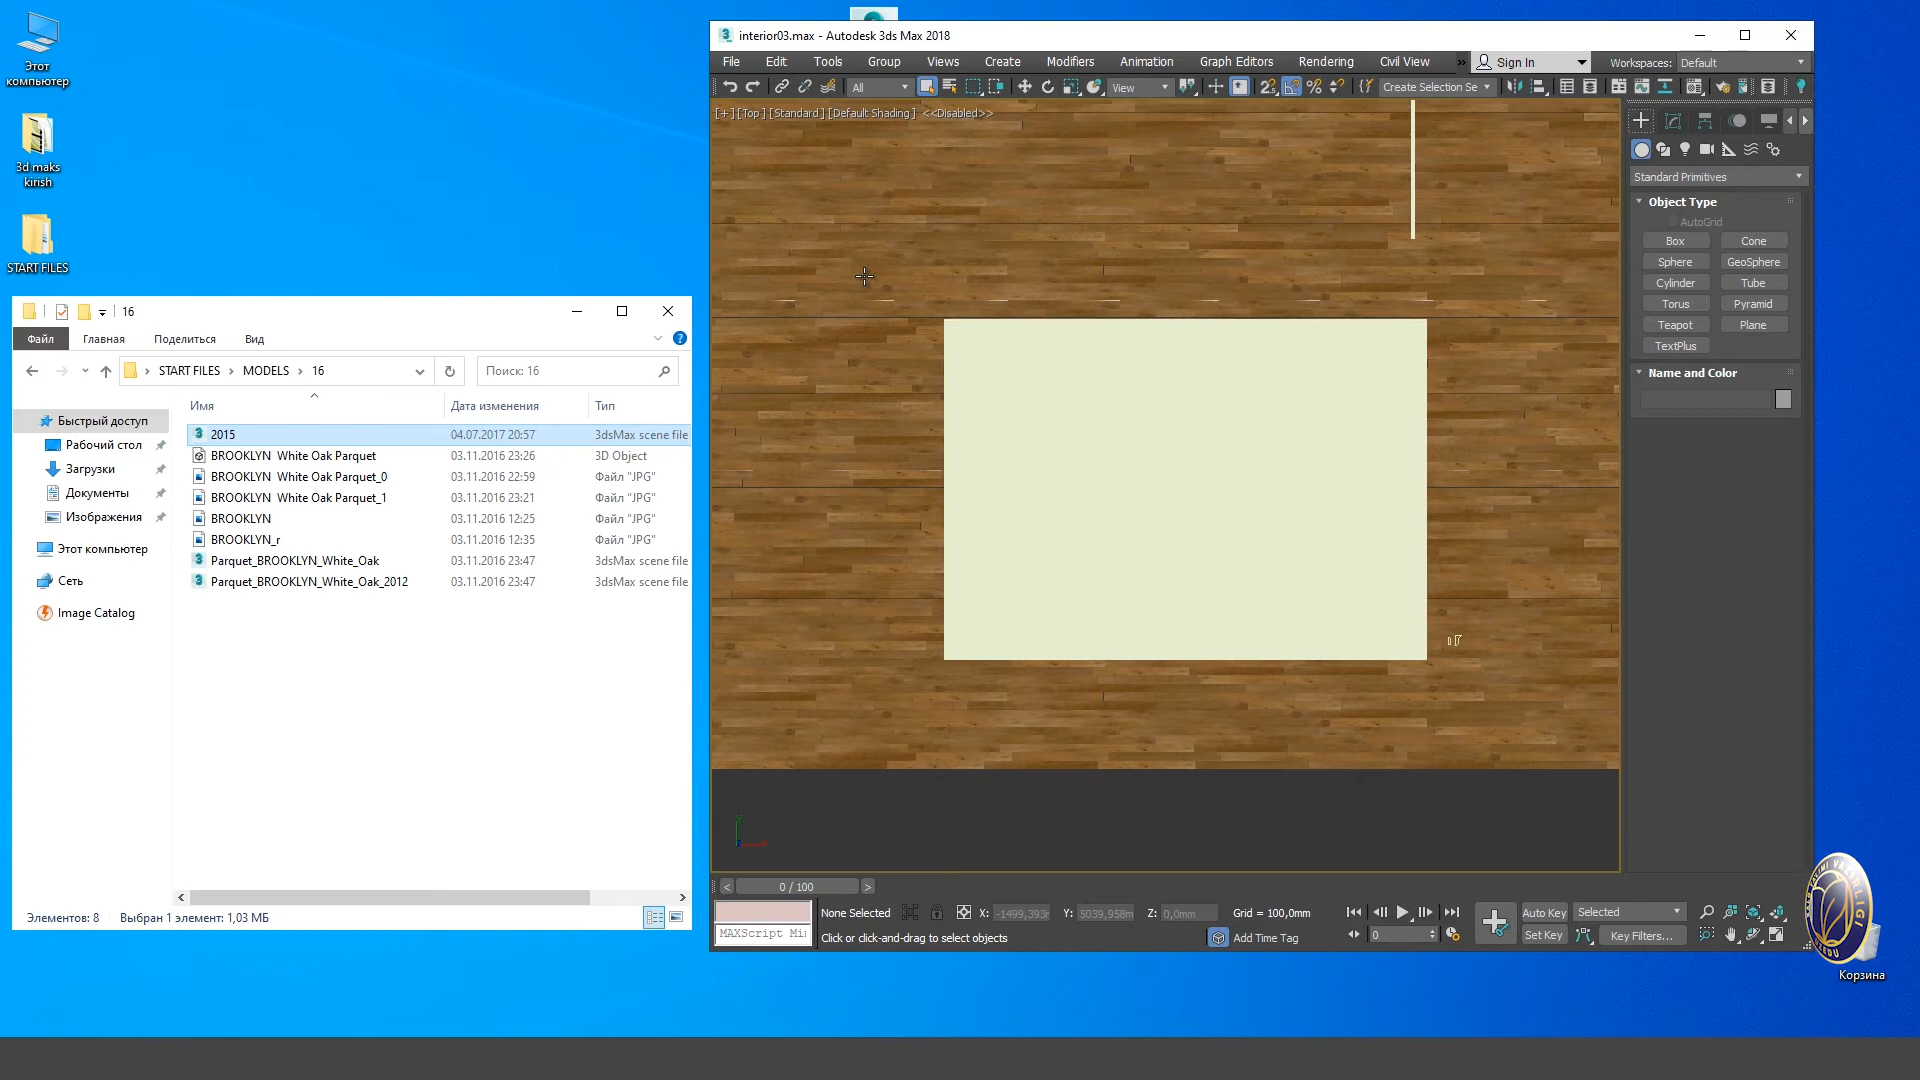 Этот
компьютер
3d maks
kirish
START FILES
16
Файл
Главная
Поделиться
Вид
START FILES
MODELS
16
Поиск: 16
Имя
Дата изменения
Тип
Быстрый доступ
Рабочий стол
Загрузки
Документы
Изображения
Этот компьютер
Сеть
Image Catalog
2015 04.07.2017 20:57 3dsMax scene file
BROOKLYN White Oak Parquet 03.11.2016 23:26 3D Object
BROOKLYN White Oak Parquet_0 03.11.2016 22:59 Файл "JPG"
BROOKLYN White Oak Parquet_1 03.11.2016 23:21 Файл "JPG"
BROOKLYN 03.11.2016 12:25 Файл "JPG"
BROOKLYN_r 03.11.2016 12:35 Файл "JPG"
Parquet_BROOKLYN_White_Oak 03.11.2016 23:47 3dsMax scene file
Parquet_BROOKLYN_White_Oak_2012 03.11.2016 23:47 3dsMax scene file
Элементов: 8 Выбран 1 элемент: 1,03 МБ
interior03.max - Autodesk 3ds Max 2018
File Edit Tools Group Views Create Modifiers Animation Graph Editors Rendering Civil View » Sign In Workspaces: Default
All View Create Selection Se
[+] [Top] [Standard] [Default Shading] <<Disabled>>
Standard Primitives
Object Type
AutoGrid
Box Cone
Sphere GeoSphere
Cylinder Tube
Torus Pyramid
Teapot Plane
TextPlus
Name and Color
y
0 / 100
None Selected X: -1499,393m Y: 5039,958m Z: 0,0mm Grid = 100,0mm
MAXScript Mi
Click or click-and-drag to select objects
Add Time Tag
0
Auto Key Selected
Set Key Key Filters...
Корзина